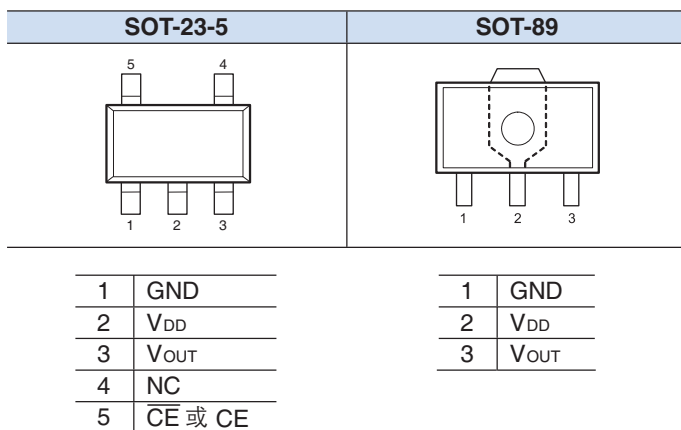 SOT-23-5 SOT-89
5 4
1 2 3
1 2 3
1 GND
2 VDD
3 VOUT
4 NC
5 C̅E̅ 或 CE
1 GND
2 VDD
3 VOUT